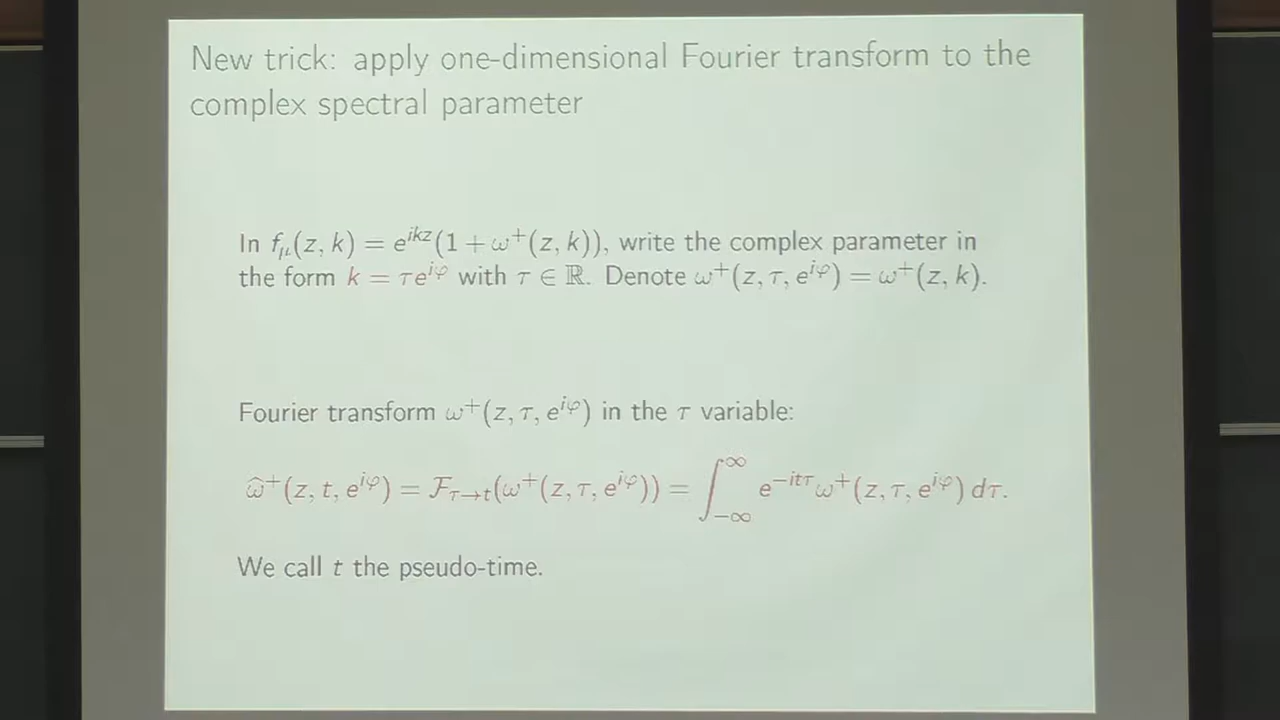 New trick: apply one-dimensional Fourier transform to the
complex spectral parameter
In f_μ(z, k) = e^{ikz}(1 + ω⁺(z, k)), write the complex parameter in
the form k = τe^{iφ} with τ ∈ ℝ. Denote ω⁺(z, τ, e^{iφ}) = ω⁺(z, k).
Fourier transform ω⁺(z, τ, e^{iφ}) in the τ variable:
ω̂⁺(z, t, e^{iφ}) = F_{τ→t}(ω⁺(z, τ, e^{iφ})) = ∫_{-∞}^{∞} e^{-itτ}ω⁺(z, τ, e^{iφ}) dτ.
We call t the pseudo-time.